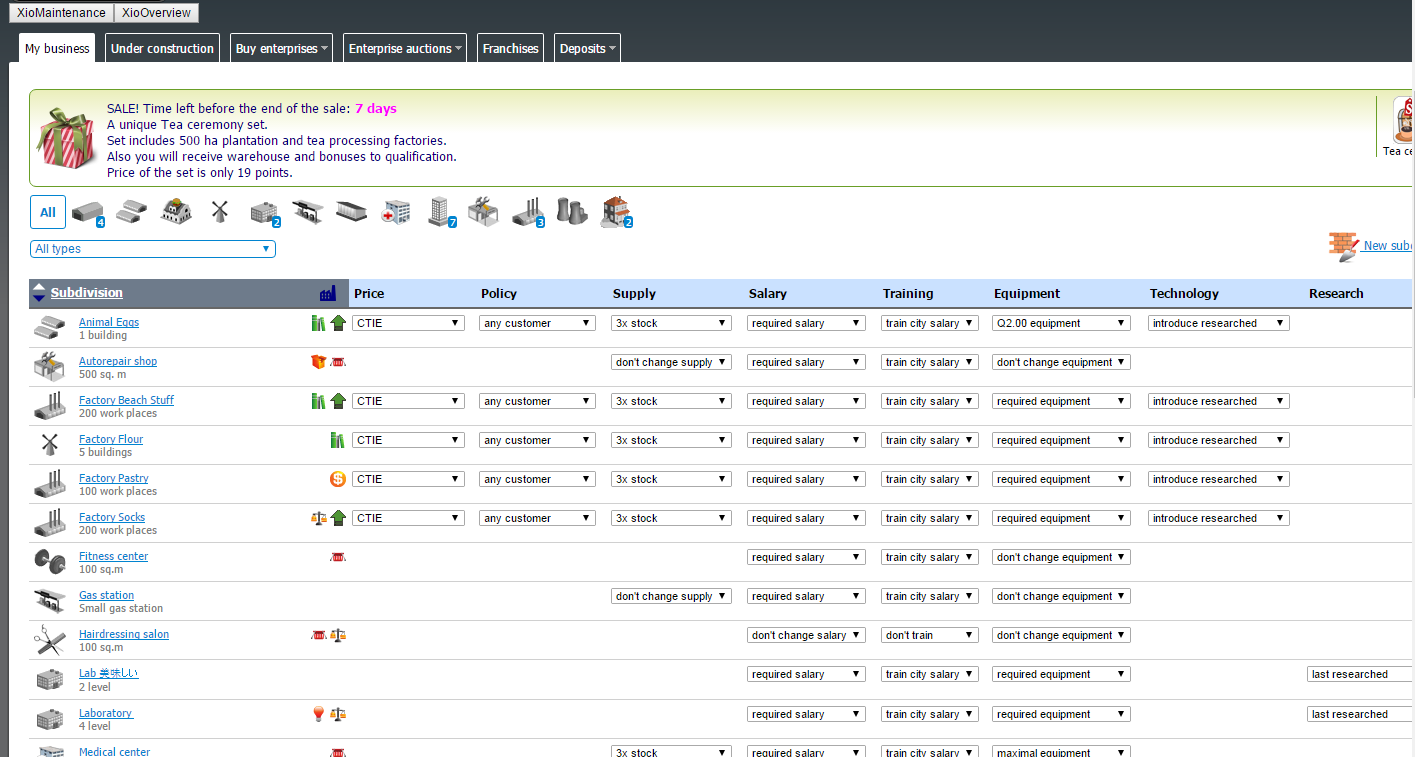 XioMaintenance XioOverview
My business Under construction Buy enterprises Enterprise auctions Franchises Deposits
SALE! Time left before the end of the sale: 7 days
A unique Tea ceremony set.
Set includes 500 ha plantation and tea processing factories.
Also you will receive warehouse and bonuses to qualification.
Price of the set is only 19 points.
Tea ce
All 4 2 7 3 2
All types
New sub
Subdivision Price Policy Supply Salary Training Equipment Technology Research
Animal Eggs CTIE any customer 3x stock required salary train city salary Q2.00 equipment introduce researched
1 building
Autorepair shop don't change supply required salary train city salary don't change equipment
500 sq. m
Factory Beach Stuff CTIE any customer 3x stock required salary train city salary required equipment introduce researched
200 work places
Factory Flour CTIE any customer 3x stock required salary train city salary required equipment introduce researched
5 buildings
Factory Pastry CTIE any customer 3x stock required salary train city salary required equipment introduce researched
100 work places
Factory Socks CTIE any customer 3x stock required salary train city salary required equipment introduce researched
200 work places
Fitness center required salary train city salary don't change equipment
100 sq.m
Gas station don't change supply required salary train city salary don't change equipment
Small gas station
Hairdressing salon don't change salary don't train don't change equipment
100 sq.m
Lab 美味しい required salary train city salary required equipment last researched
2 level
Laboratory required salary train city salary required equipment last researched
4 level
Medical center 3x stock required salary train city salary maximal equipment